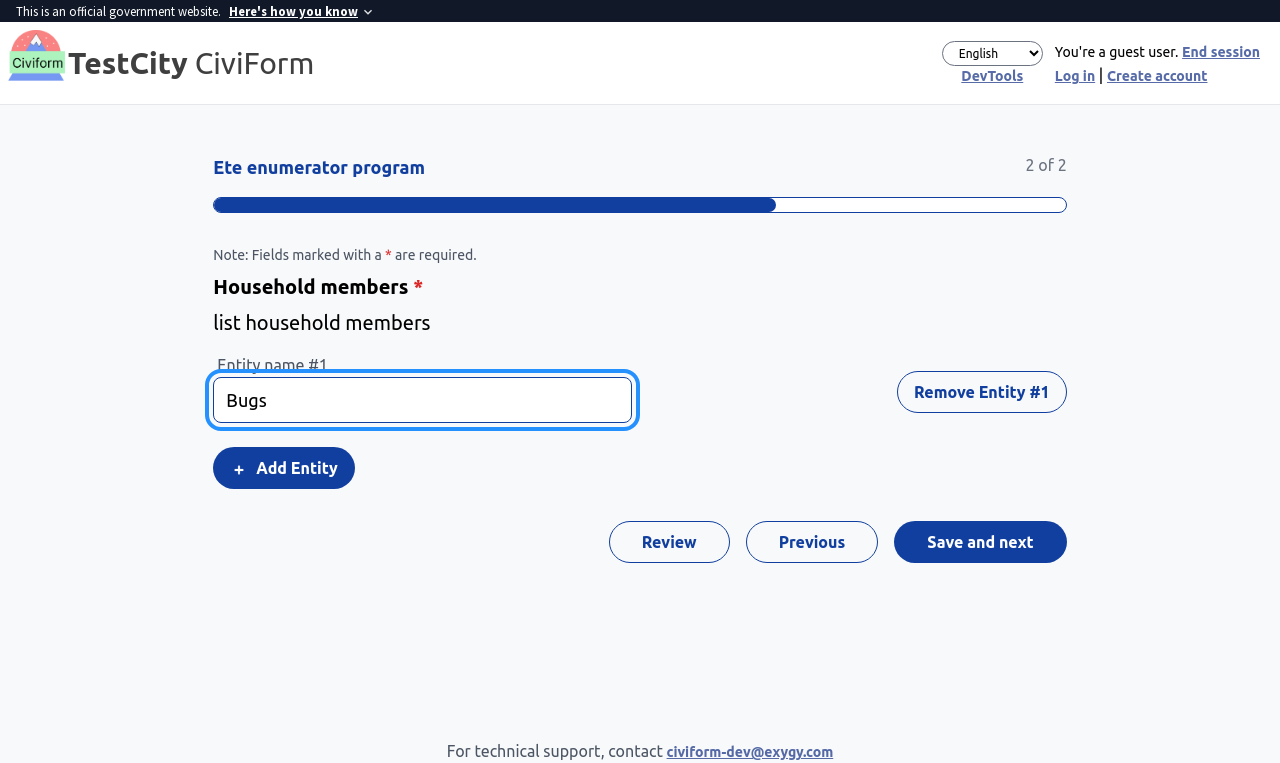 This is an official government website. Here's how you know
Civiform
TestCity CiviForm
English
You're a guest user. End session
DevTools
Log in | Create account
Ete enumerator program
2 of 2
Note: Fields marked with a * are required.
Household members *
list household members
Entity name #1
Bugs
Remove Entity #1
+ Add Entity
Review
Previous
Save and next
For technical support, contact civiform-dev@exygy.com